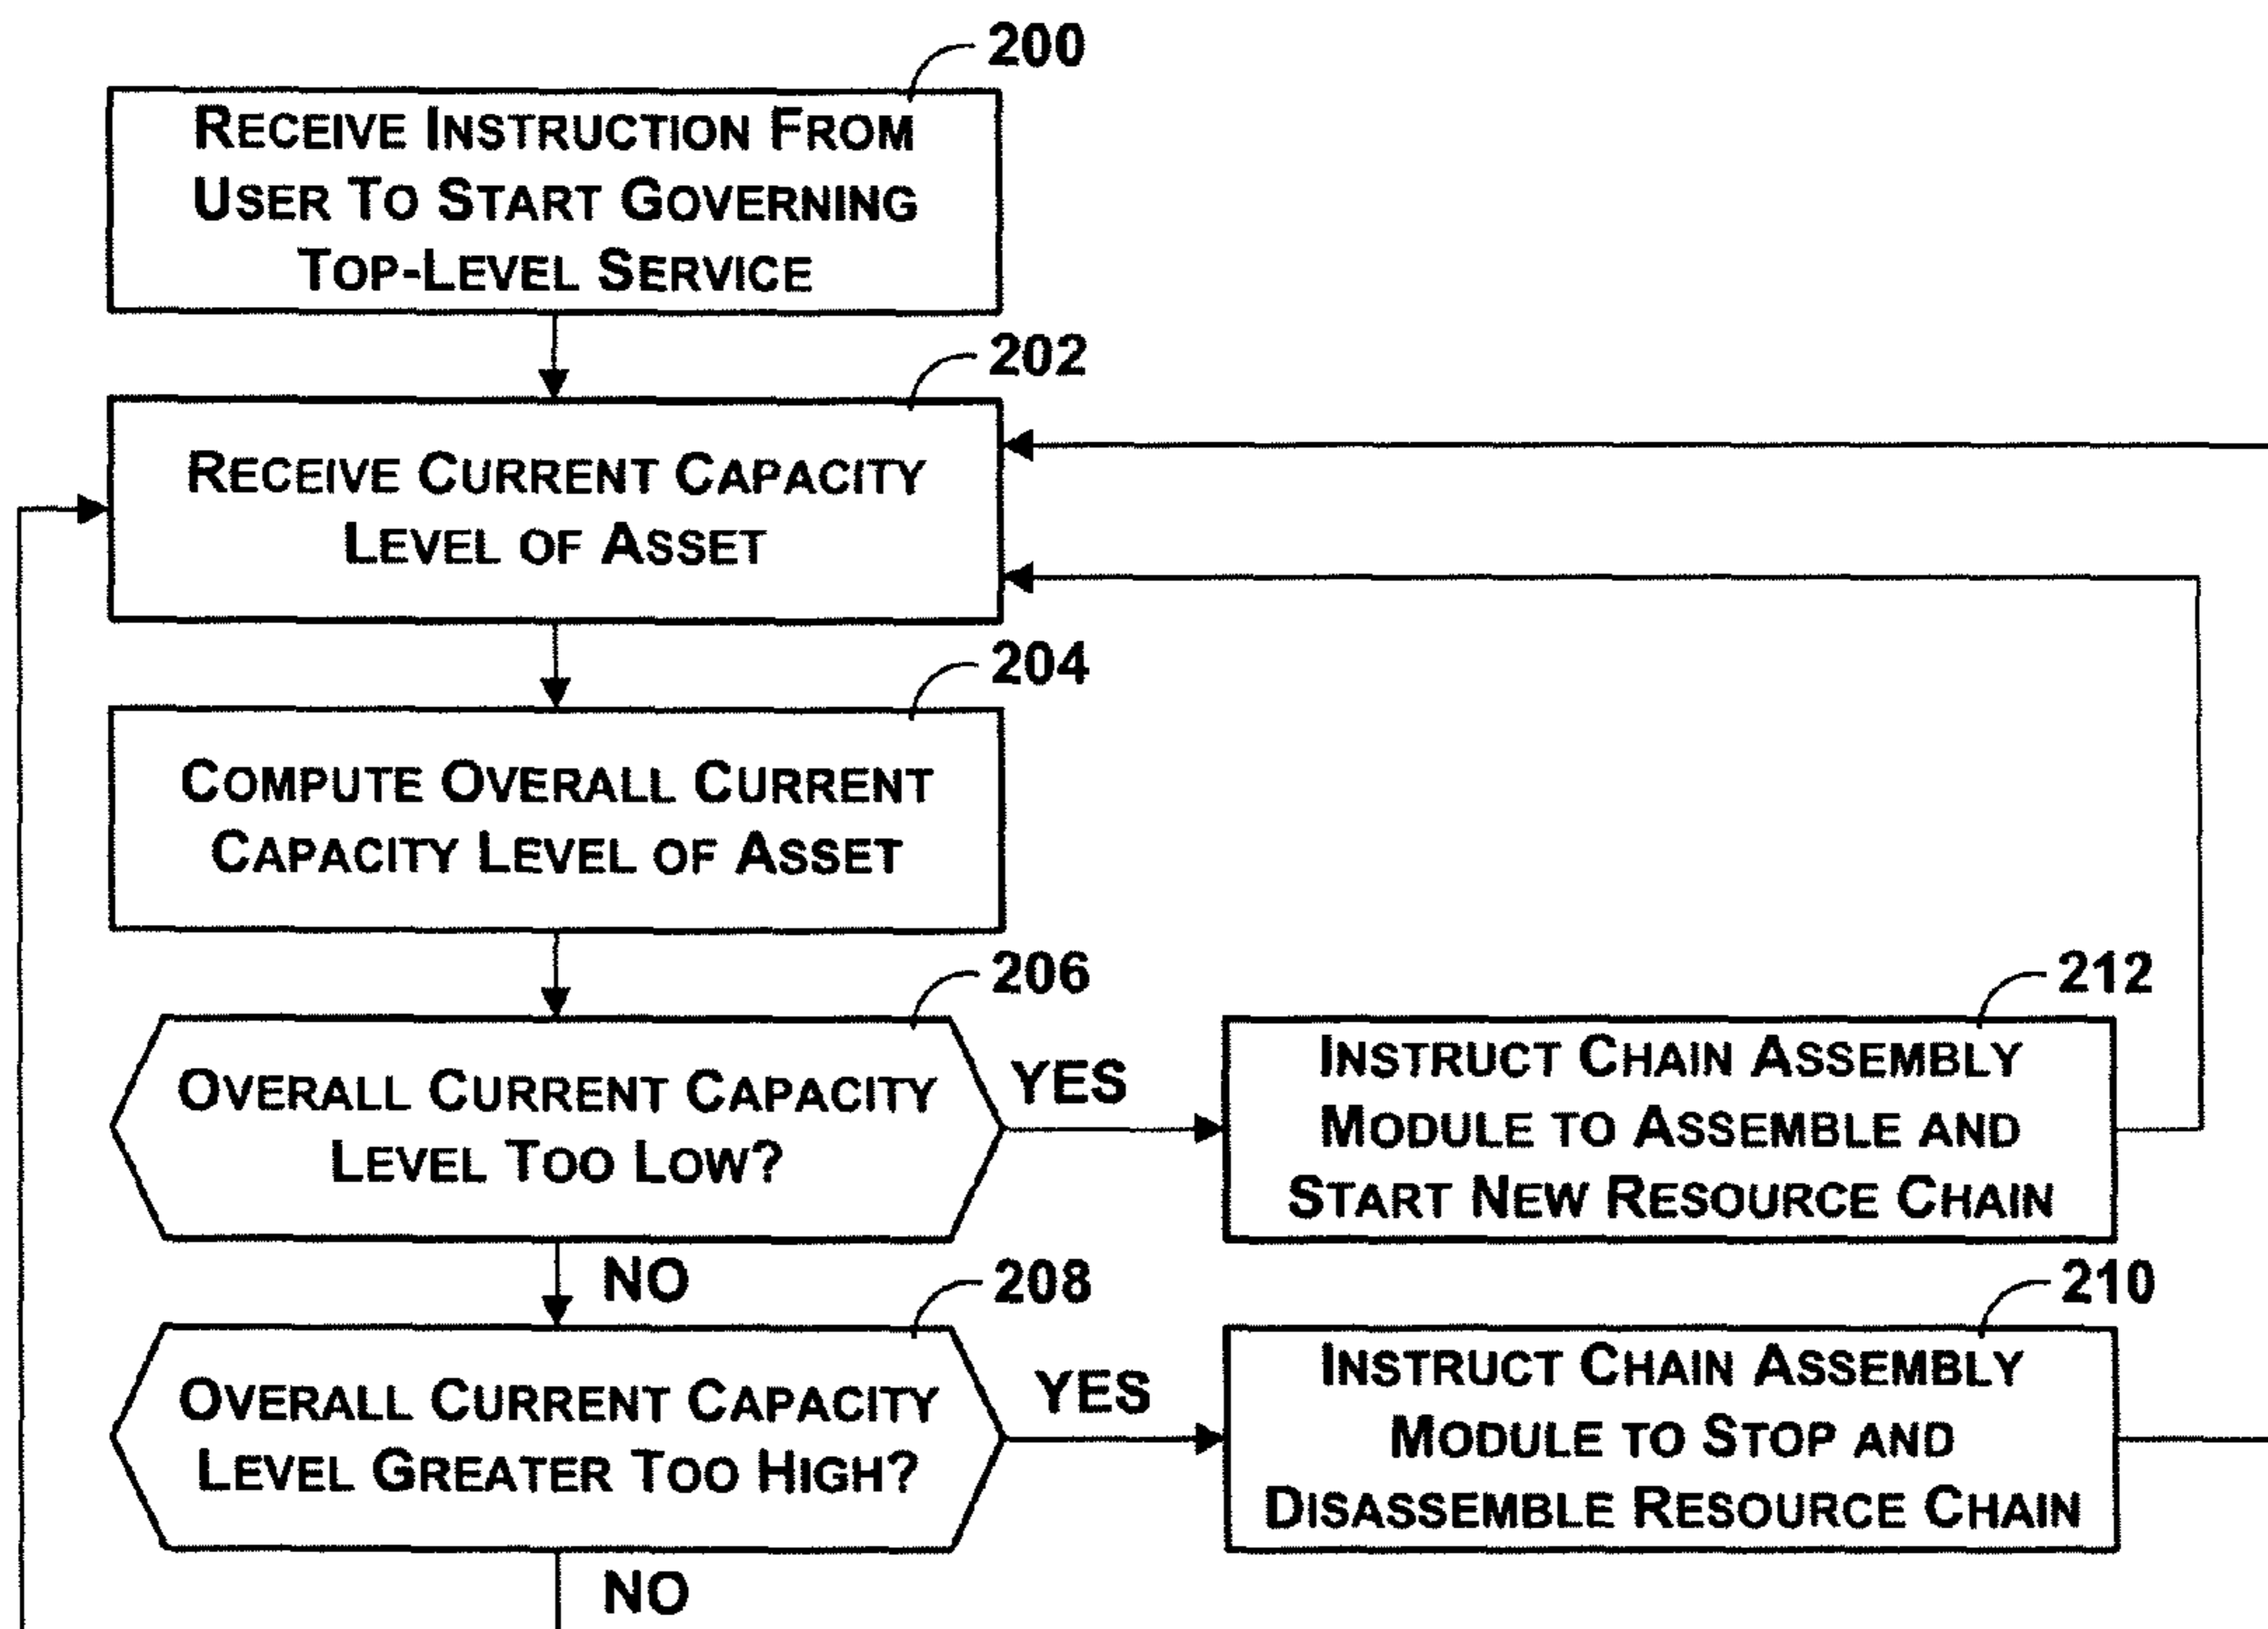 200
RECEIVE INSTRUCTION FROM
USER TO START GOVERNING
TOP-LEVEL SERVICE
202
RECEIVE CURRENT CAPACITY
LEVEL OF ASSET
204
COMPUTE OVERALL CURRENT
CAPACITY LEVEL OF ASSET
206
OVERALL CURRENT CAPACITY
LEVEL TOO LOW?
YES
212
INSTRUCT CHAIN ASSEMBLY
MODULE TO ASSEMBLE AND
START NEW RESOURCE CHAIN
NO
208
OVERALL CURRENT CAPACITY
LEVEL GREATER TOO HIGH?
YES
210
INSTRUCT CHAIN ASSEMBLY
MODULE TO STOP AND
DISASSEMBLE RESOURCE CHAIN
NO